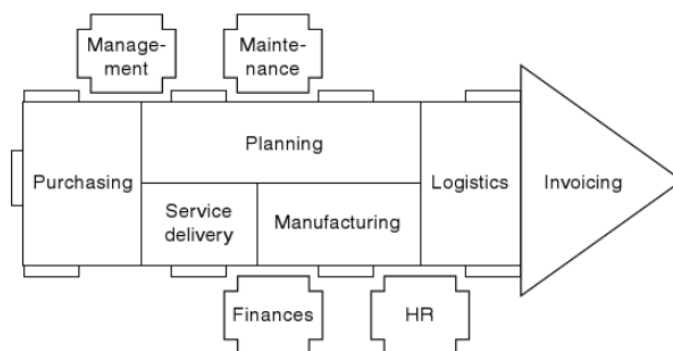 Manage-
ment
Mainte-
nance
Planning
Purchasing
Logistics
Invoicing
Service
delivery
Manufacturing
Finances
HR